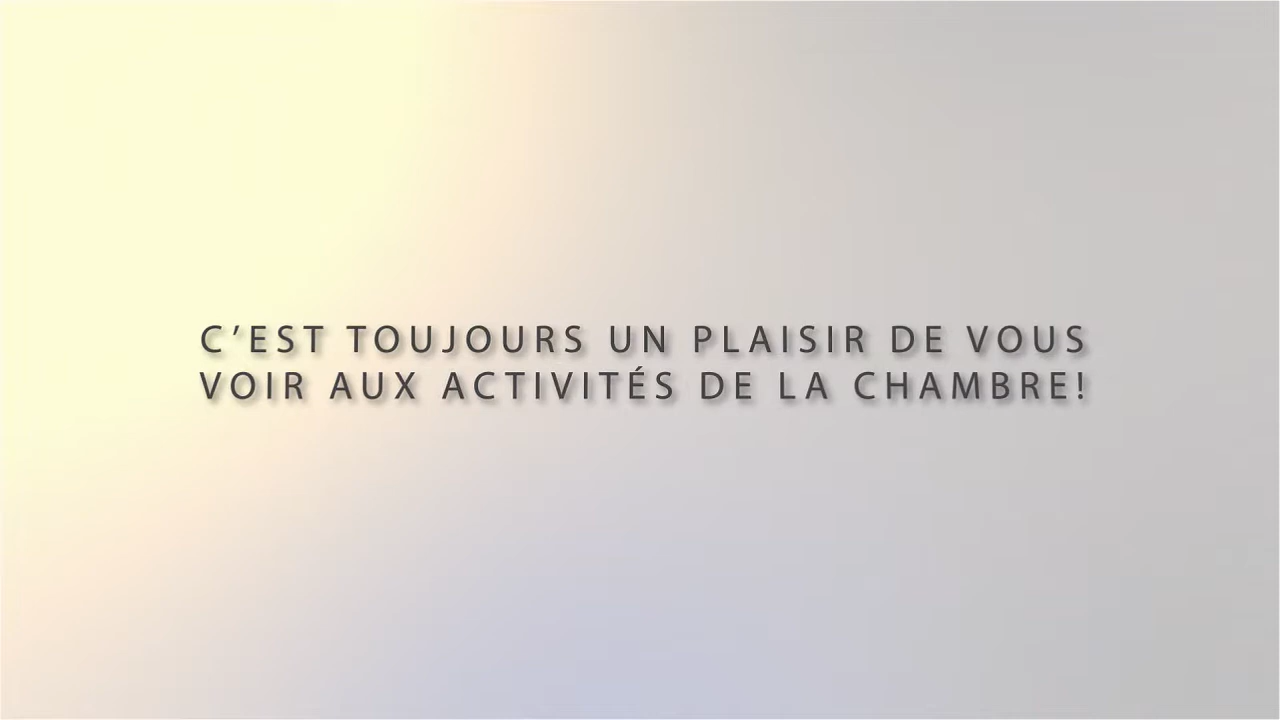 C’EST TOUJOURS UN PLAISIR DE VOUS
VOIR AUX ACTIVITÉS DE LA CHAMBRE!